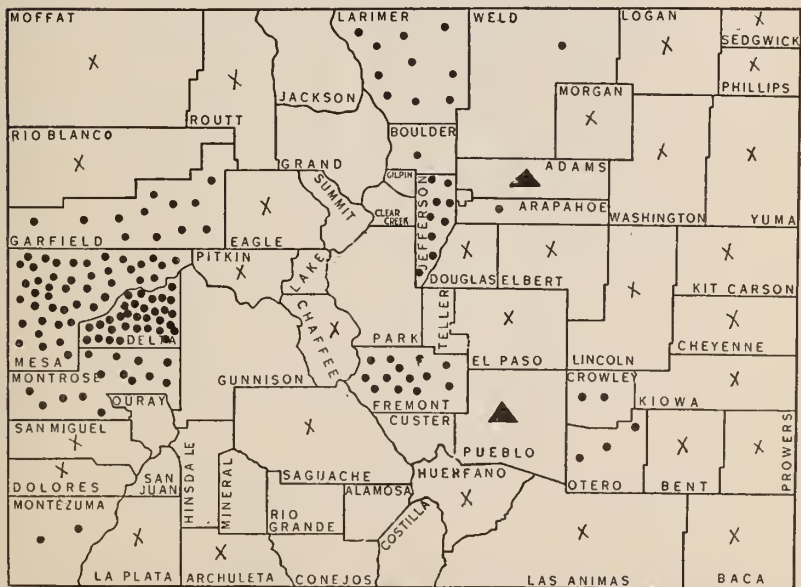 MOFFAT
LARIMER
WELD
LOGAN
SEDGWICK
PHILLIPS
JACKSON
MORGAN
ROUTT
RIO BLANCO
BOULDER
GRAND
GILPIN
ADAMS
SUMMIT
CLEAR
CREEK
JEFFERSON
ARAPAHOE
WASHINGTON
YUMA
GARFIELD
EAGLE
PITKIN
LAKE
DOUGLAS
ELBERT
KIT CARSON
TELLER
CHAFFEE
DELTA
PARK
MESA
EL PASO
LINCOLN
CHEYENNE
MONTROSE
GUNNISON
CROWLEY
OURAY
FREMONT
KIOWA
CUSTER
SAN MIGUEL
PUEBLO
PROWERS
HINSDALE
MINERAL
SAGUACHE
HUERFANO
OTERO
BENT
DOLORES
SAN
JUAN
ALAMOSA
MONTEZUMA
RIO
GRANDE
COSTILLA
LA PLATA
ARCHULETA
CONEJOS
LAS ANIMAS
BACA